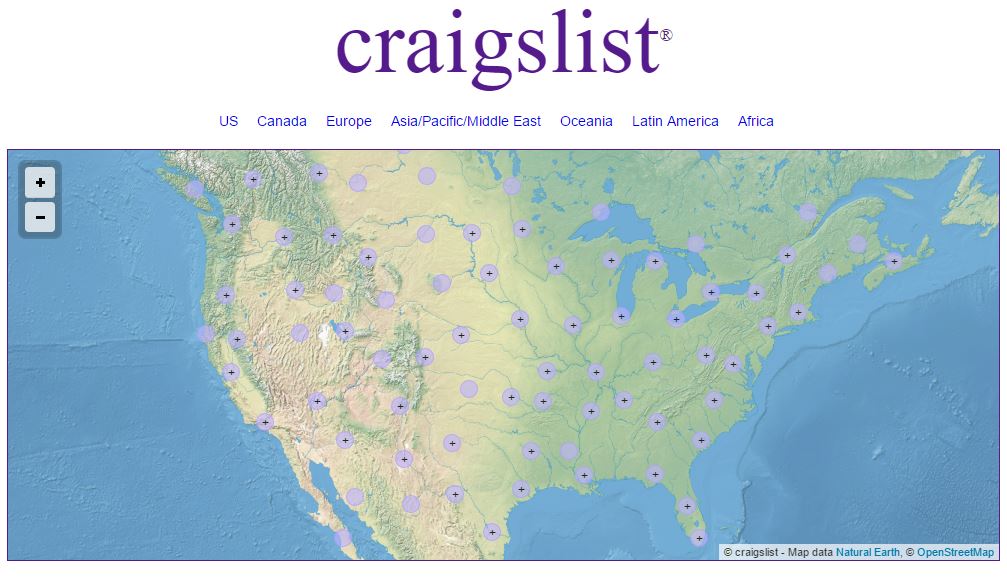 craigslist®
US Canada Europe Asia/Pacific/Middle East Oceania Latin America Africa
+
−
© craigslist - Map data Natural Earth, © OpenStreetMap